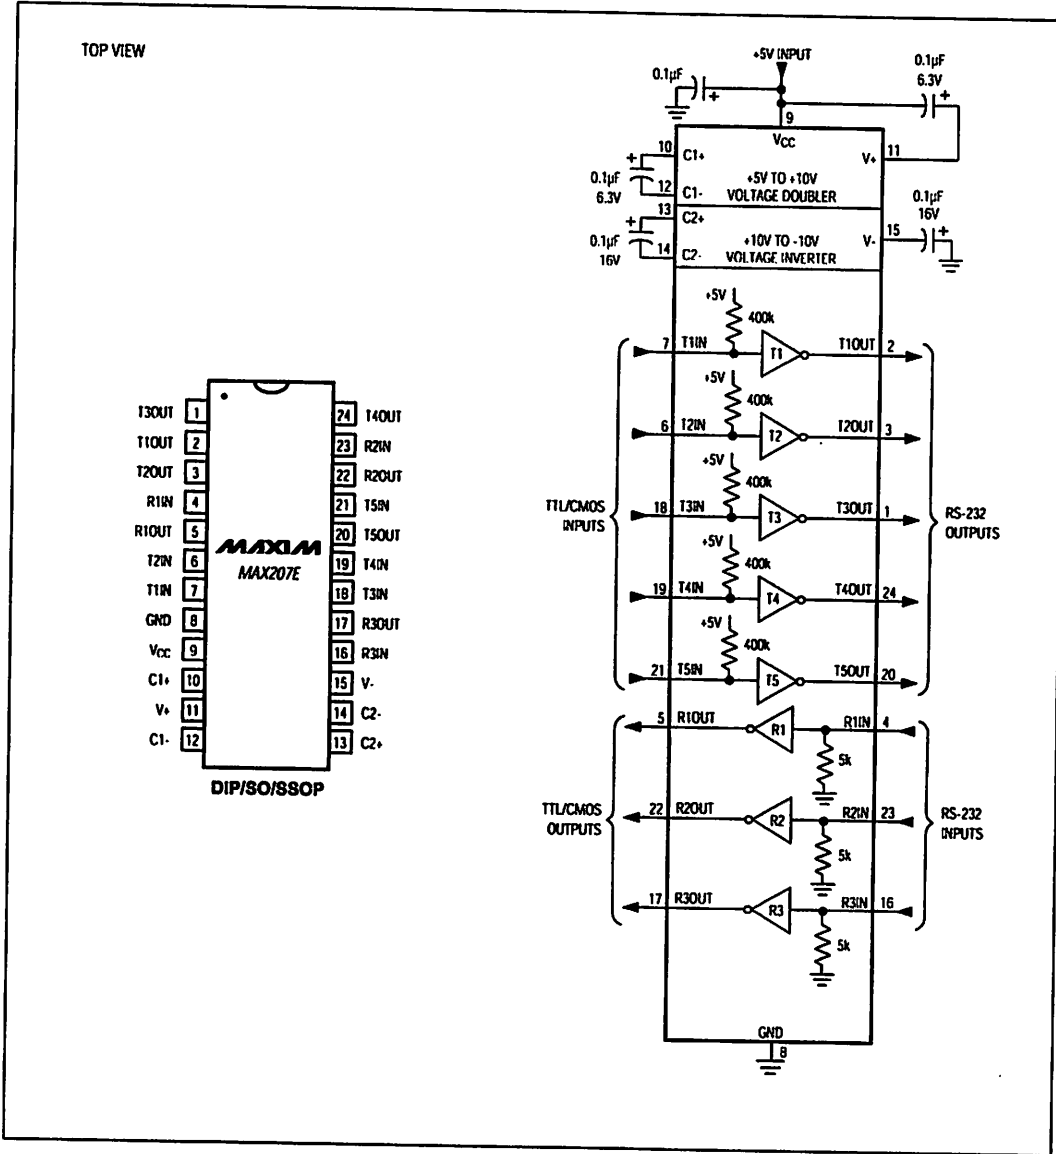 TOP VIEW
T3OUT 1
T1OUT 2
T2OUT 3
R1IN 4
R1OUT 5
T2IN 6
T1IN 7
GND 8
VCC 9
C1+ 10
V+ 11
C1- 12
24 T4OUT
23 R2IN
22 R2OUT
21 T5IN
20 T5OUT
19 T4IN
18 T3IN
17 R3OUT
16 R3IN
15 V-
14 C2-
13 C2+
MAXIM
MAX207E
DIP/SO/SSOP
+5V INPUT
0.1µF
0.1µF
6.3V
9
VCC
10 C1+
V+ 11
0.1µF
6.3V
12 C1-
+5V TO +10V
VOLTAGE DOUBLER
13 C2+
0.1µF
16V
14 C2-
+10V TO -10V
VOLTAGE INVERTER
V- 15
0.1µF
16V
+5V
400k
7 T1IN T1 T1OUT 2
+5V
400k
6 T2IN T2 T2OUT 3
+5V
400k
TTL/CMOS
INPUTS
18 T3IN T3 T3OUT 1
RS-232
OUTPUTS
+5V
400k
19 T4IN T4 T4OUT 24
+5V
400k
21 T5IN T5 T5OUT 20
5 R1OUT R1 R1IN 4
5k
TTL/CMOS
OUTPUTS
22 R2OUT R2 R2IN 23
RS-232
INPUTS
5k
17 R3OUT R3 R3IN 16
5k
GND
8